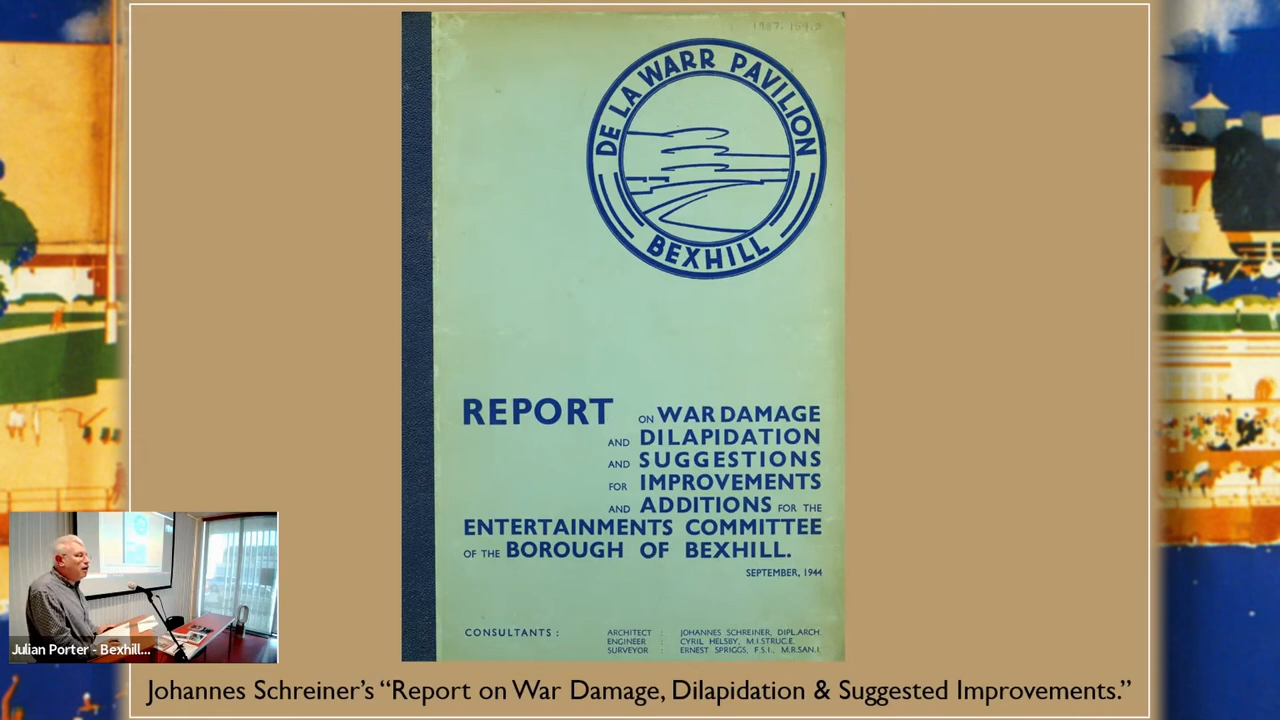 DE LA WARR PAVILION
BEXHILL
REPORT ON WAR DAMAGE
AND DILAPIDATION
AND SUGGESTIONS
FOR IMPROVEMENTS
AND ADDITIONS FOR THE
ENTERTAINMENTS COMMITTEE
OF THE BOROUGH OF BEXHILL.
SEPTEMBER, 1944
CONSULTANTS :
ARCHITECT : JOHANNES SCHREINER, DIPL.ARCH.
ENGINEER : CYRIL HELSBY, M.I.STRUC.E.
SURVEYOR : ERNEST SPRIGGS, F.S.I., M.R.SAN.I.
Julian Porter - Bexhill...
Johannes Schreiner's “Report on War Damage, Dilapidation & Suggested Improvements.”